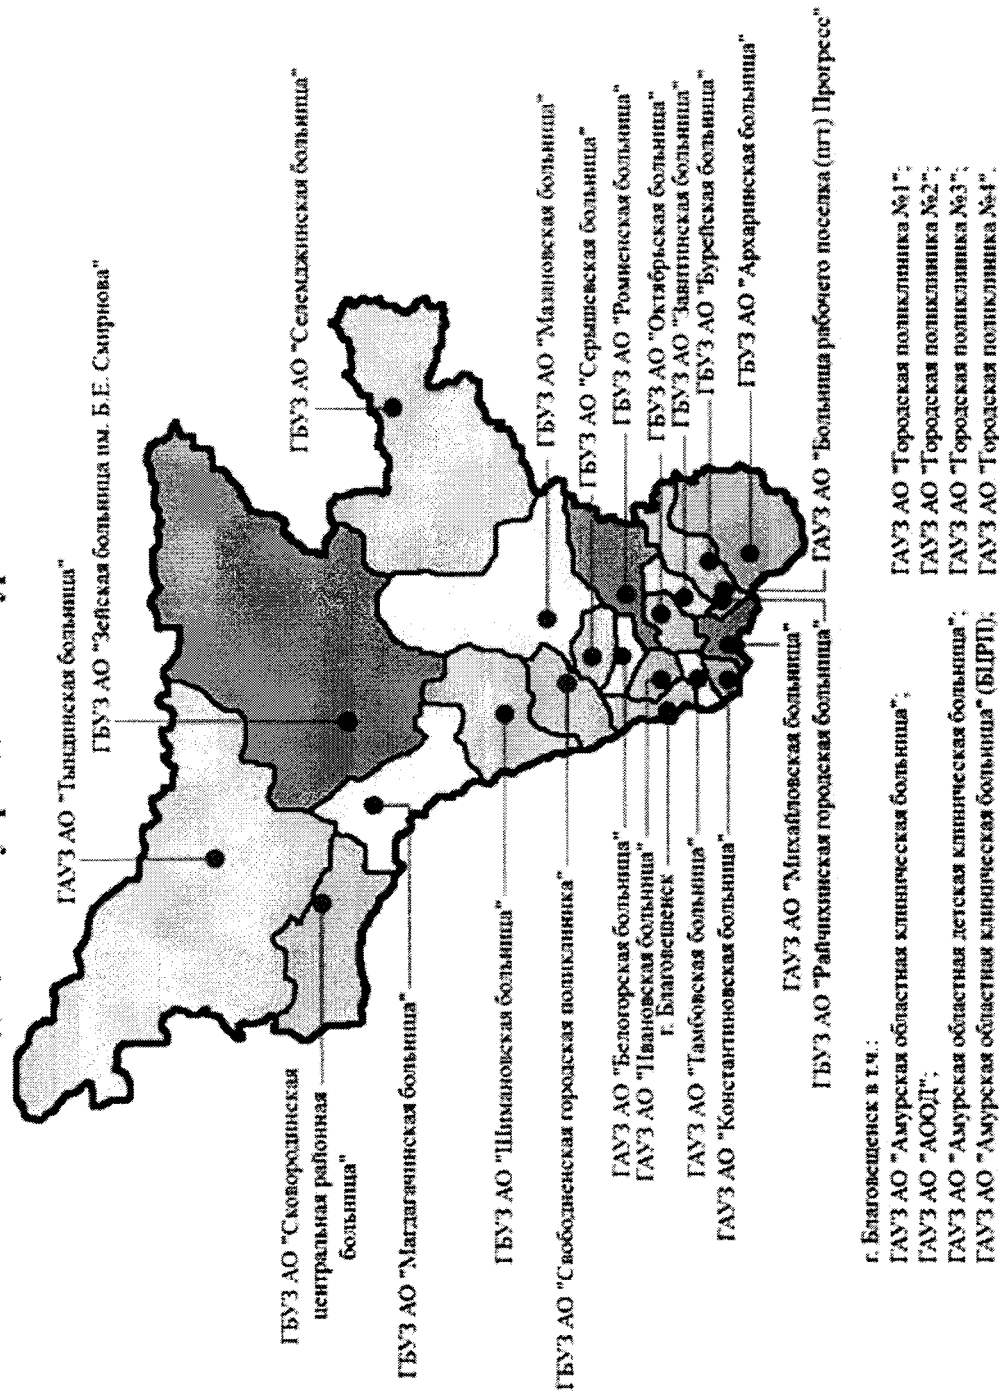 ГАУЗ АО "Тындинская больница"
ГБУЗ АО "Зейская больница им. Б.Е. Смирнова"
ГБУЗ АО "Селемджинская больница"
ГБУЗ АО "Сковородинская
центральная районная
больница"
ГБУЗ АО "Магдагачинская больница"
ГБУЗ АО "Шимановская больница"
ГБУЗ АО "Свободненская городская поликлиника"
ГБУЗ АО "Мазановская больница"
ГБУЗ АО "Серышевская больница"
ГБУЗ АО "Ромненская больница"
ГБУЗ АО "Октябрьская больница"
ГБУЗ АО "Завитинская больница"
ГБУЗ АО "Бурейская больница"
ГБУЗ АО "Архаринская больница"
ГАУЗ АО "Белогорская больница"
ГАУЗ АО "Ивановская больница"
г. Благовещенск
ГАУЗ АО "Тамбовская больница"
ГАУЗ АО "Константиновская больница"
ГАУЗ АО "Михайловская больница"
ГБУЗ АО "Райчихинская городская больница"
ГАУЗ АО "Больница рабочего поселка (пгт) Прогресс"
г. Благовещенск в т.ч.:
ГАУЗ АО "Амурская областная клиническая больница";
ГАУЗ АО "АООД";
ГАУЗ АО "Амурская областная детская клиническая больница";
ГАУЗ АО "Амурская областная клиническая больница" (БЦРП);
ГАУЗ АО "Городская поликлиника №1";
ГАУЗ АО "Городская поликлиника №2";
ГАУЗ АО "Городская поликлиника №3";
ГАУЗ АО "Городская поликлиника №4".